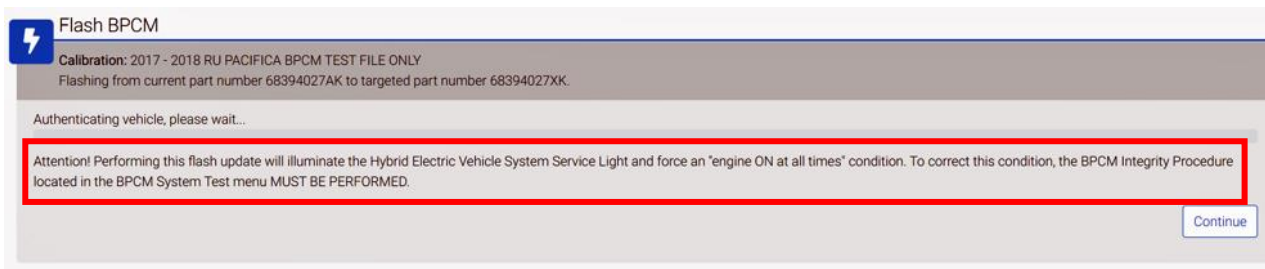 Flash BPCM
Calibration: 2017 - 2018 RU PACIFICA BPCM TEST FILE ONLY
Flashing from current part number 68394027AK to targeted part number 68394027XK.
Authenticating vehicle, please wait...
Attention! Performing this flash update will illuminate the Hybrid Electric Vehicle System Service Light and force an "engine ON at all times" condition. To correct this condition, the BPCM Integrity Procedure
located in the BPCM System Test menu MUST BE PERFORMED.
Continue